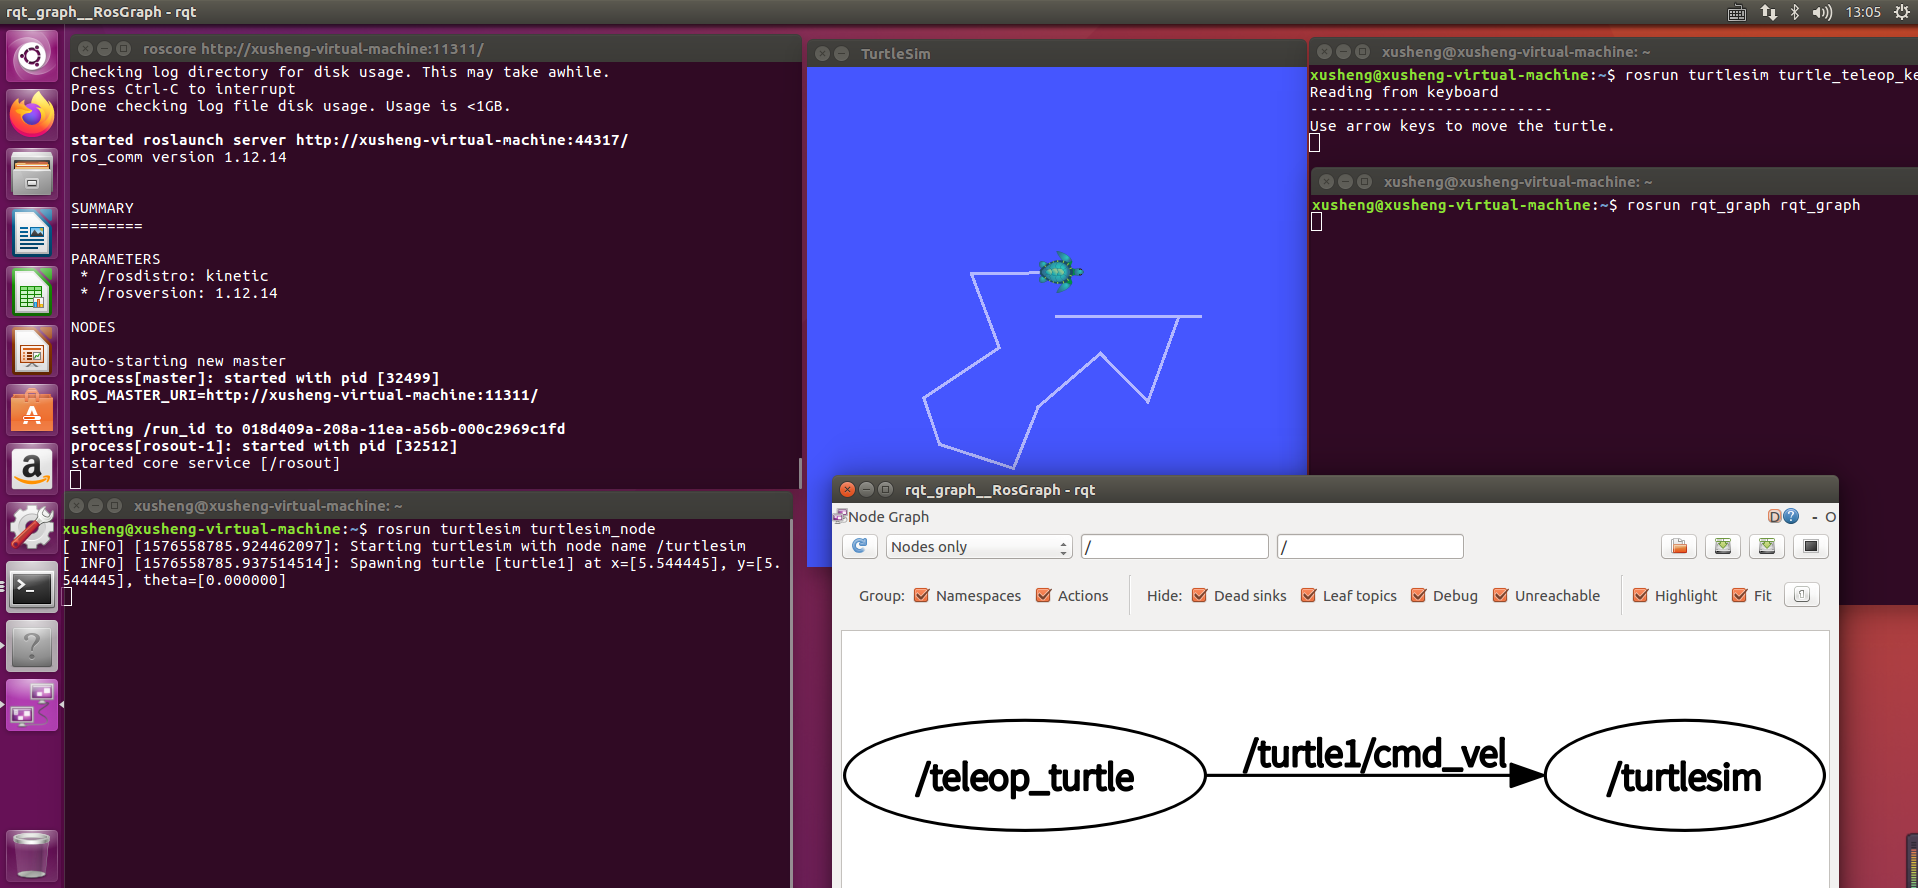 rqt_graph__RosGraph - rqt
13:05
roscore http://xusheng-virtual-machine:11311/
Checking log directory for disk usage. This may take awhile.
Press Ctrl-C to interrupt
Done checking log file disk usage. Usage is <1GB.
started roslaunch server http://xusheng-virtual-machine:44317/
ros_comm version 1.12.14
SUMMARY
========
PARAMETERS
* /rosdistro: kinetic
* /rosversion: 1.12.14
NODES
auto-starting new master
process[master]: started with pid [32499]
ROS_MASTER_URI=http://xusheng-virtual-machine:11311/
setting /run_id to 018d409a-208a-11ea-a56b-000c2969c1fd
process[rosout-1]: started with pid [32512]
started core service [/rosout]
xusheng@xusheng-virtual-machine: ~
xusheng@xusheng-virtual-machine:~$ rosrun turtlesim turtlesim_node
[ INFO] [1576558785.924462097]: Starting turtlesim with node name /turtlesim
[ INFO] [1576558785.937514514]: Spawning turtle [turtle1] at x=[5.544445], y=[5.
544445], theta=[0.000000]
TurtleSim
xusheng@xusheng-virtual-machine: ~
xusheng@xusheng-virtual-machine:~$ rosrun turtlesim turtle_teleop_ke
Reading from keyboard
---------------------------
Use arrow keys to move the turtle.
xusheng@xusheng-virtual-machine: ~
xusheng@xusheng-virtual-machine:~$ rosrun rqt_graph rqt_graph
rqt_graph__RosGraph - rqt
Node Graph
D ? - O
Nodes only / /
Group: Namespaces Actions Hide: Dead sinks Leaf topics Debug Unreachable Highlight Fit
/teleop_turtle /turtle1/cmd_vel /turtlesim